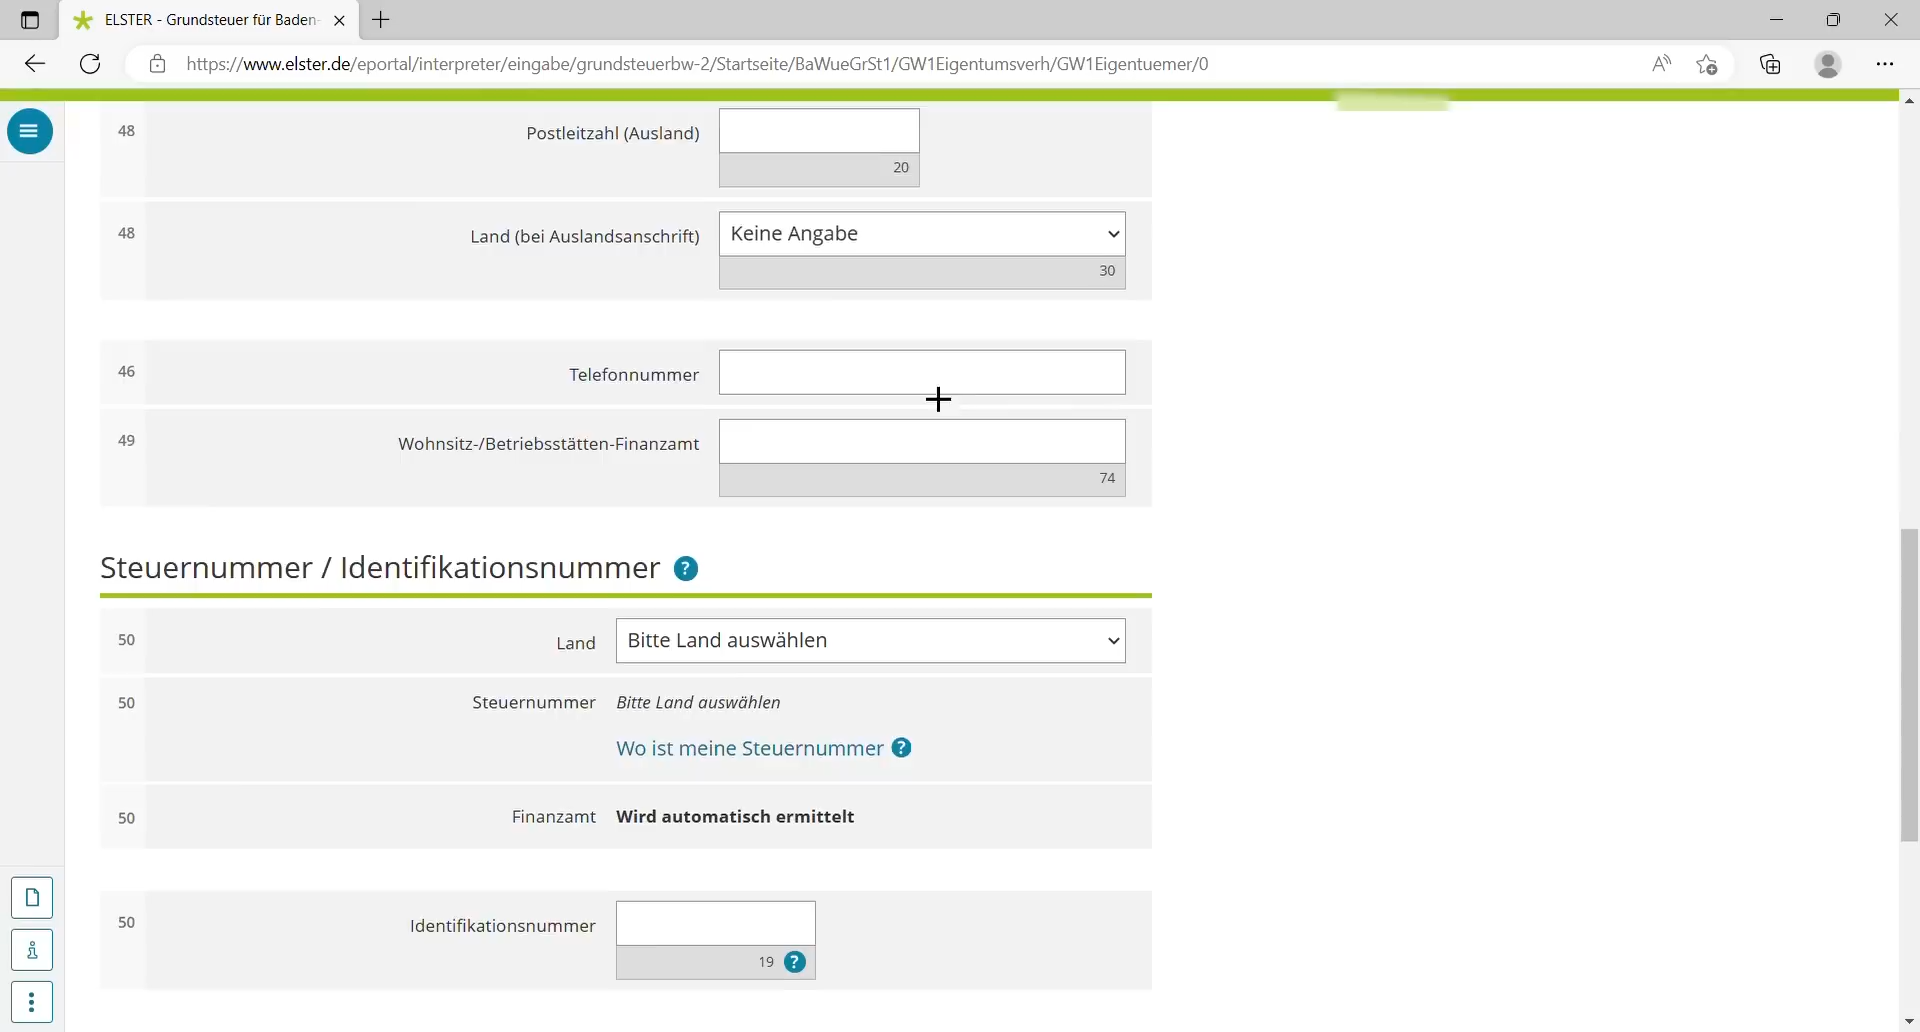 ELSTER - Grundsteuer für Baden-
https://www.elster.de/eportal/interpreter/eingabe/grundsteuerbw-2/Startseite/BaWueGrSt1/GW1Eigentumsverh/GW1Eigentuemer/0
48 Postleitzahl (Ausland)
20
48 Land (bei Auslandsanschrift) Keine Angabe
30
46 Telefonnummer
49 Wohnsitz-/Betriebsstätten-Finanzamt
74
Steuernummer / Identifikationsnummer ?
50 Land Bitte Land auswählen
50 Steuernummer Bitte Land auswählen
Wo ist meine Steuernummer ?
50 Finanzamt Wird automatisch ermittelt
50 Identifikationsnummer
19 ?